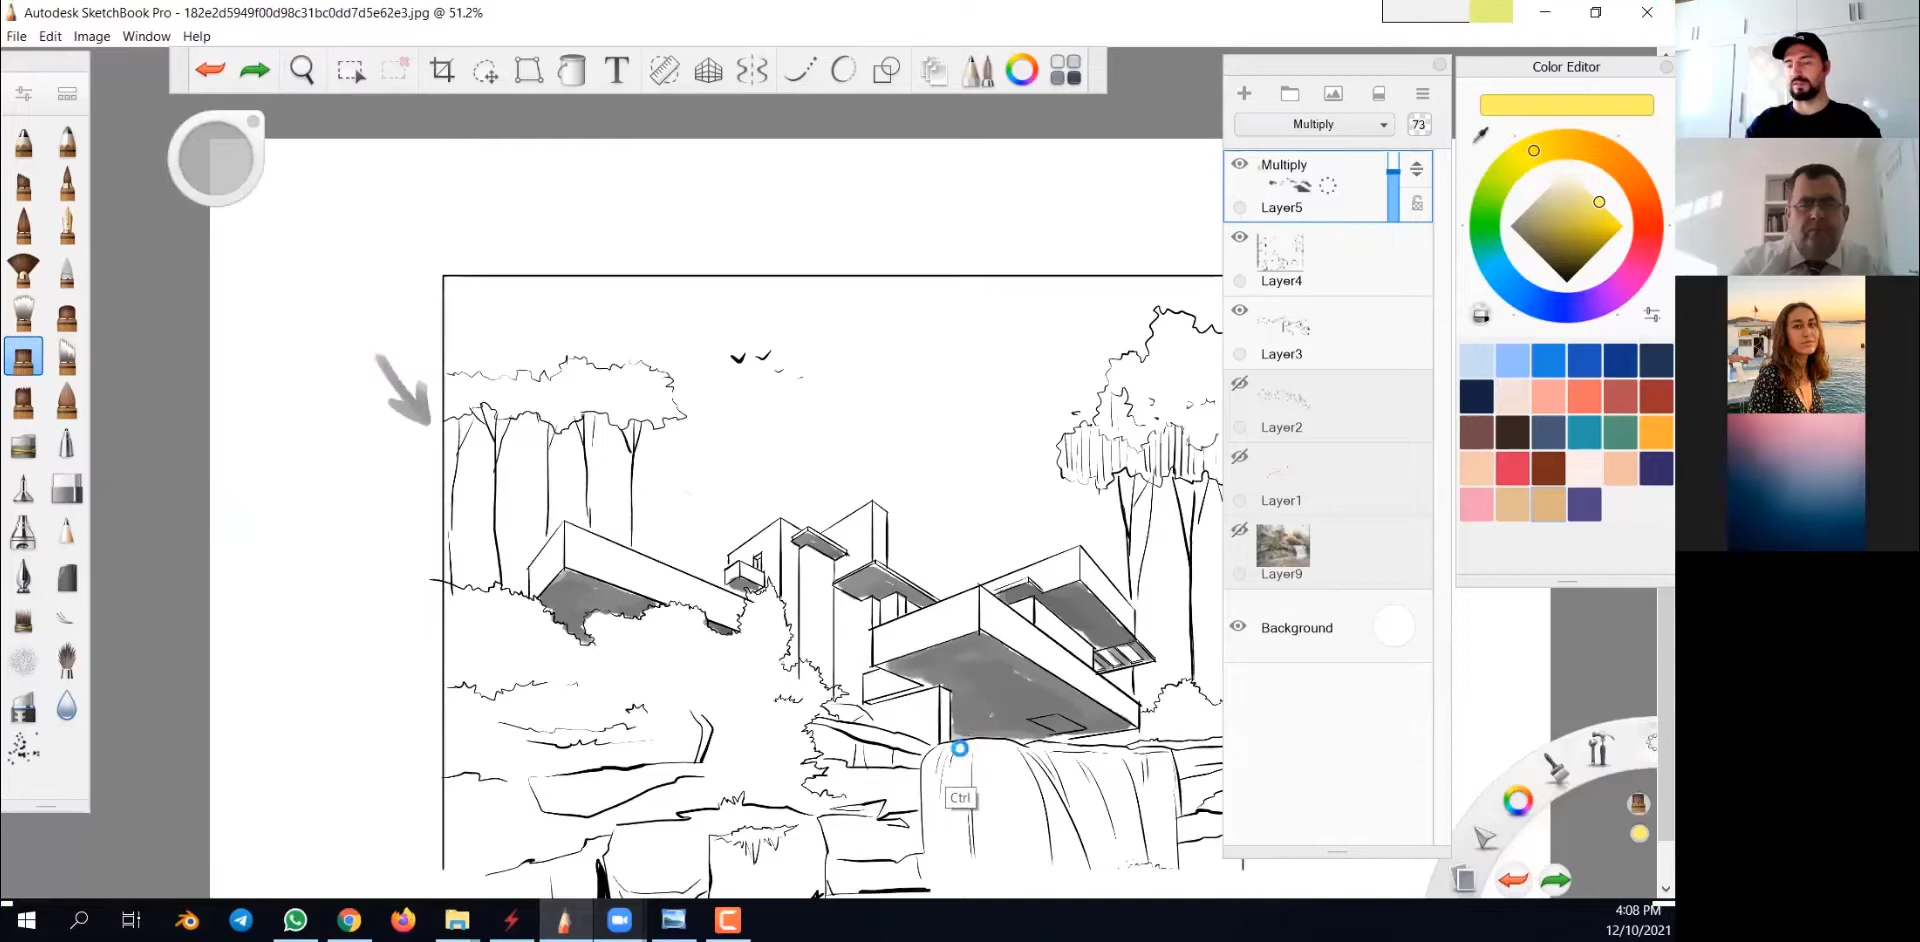 Autodesk SketchBook Pro - 182e2d5949f00d98c31bc0dd7d5e62e3.jpg @ 51.2%
File Edit Image Window Help
T
Color Editor
Multiply 73
Multiply
Layer5
Layer4
Layer3
Layer2
Layer1
Layer9
Background
Ctrl
4:08 PM
12/10/2021